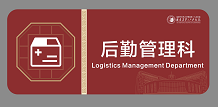 后勤管理科
Logistics Management Department